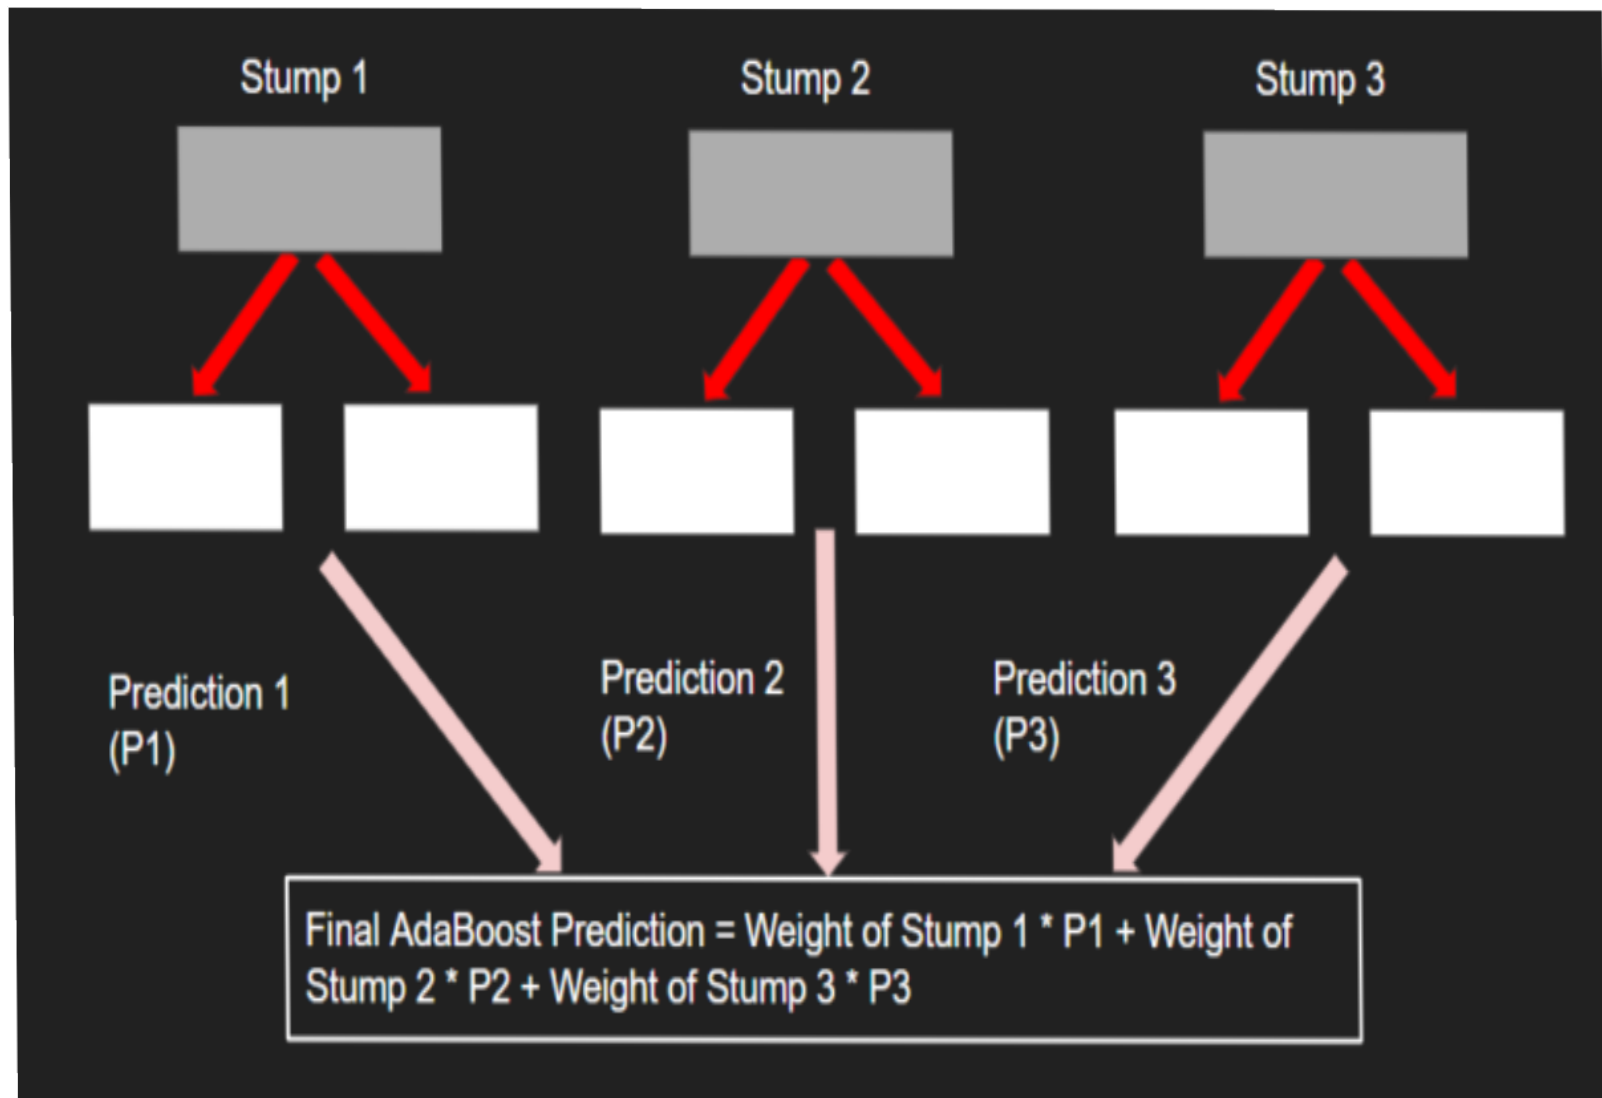 Stump 1
Stump 2
Stump 3
Prediction 1
(P1)
Prediction 2
(P2)
Prediction 3
(P3)
Final AdaBoost Prediction = Weight of Stump 1 * P1 + Weight of
Stump 2 * P2 + Weight of Stump 3 * P3